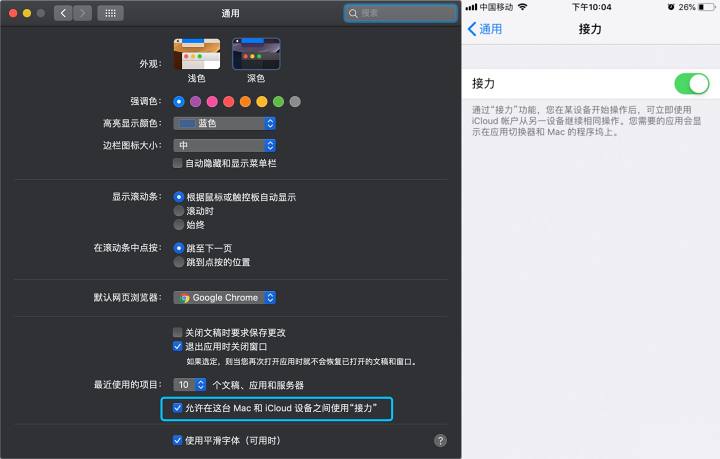 通用
搜索
外观：
浅色
深色
强调色：
高亮显示颜色：
蓝色
边栏图标大小：
中
自动隐藏和显示菜单栏
显示滚动条：
根据鼠标或触控板自动显示
滚动时
始终
在滚动条中点按：
跳至下一页
跳到点按的位置
默认网页浏览器：
Google Chrome
关闭文稿时要求保存更改
退出应用时关闭窗口
如果选定，则当您再次打开应用时就不会恢复已打开的文稿和窗口。
最近使用的项目：
10
个文稿、应用和服务器
允许在这台 Mac 和 iCloud 设备之间使用“接力”
使用平滑字体（可用时）
?
中国移动
下午10:04
26%
通用
接力
接力
通过“接力”功能，您在某设备开始操作后，可立即使用
iCloud 帐户从另一设备继续相同操作。您需要的应用会显
示在应用切换器和 Mac 的程序坞上。